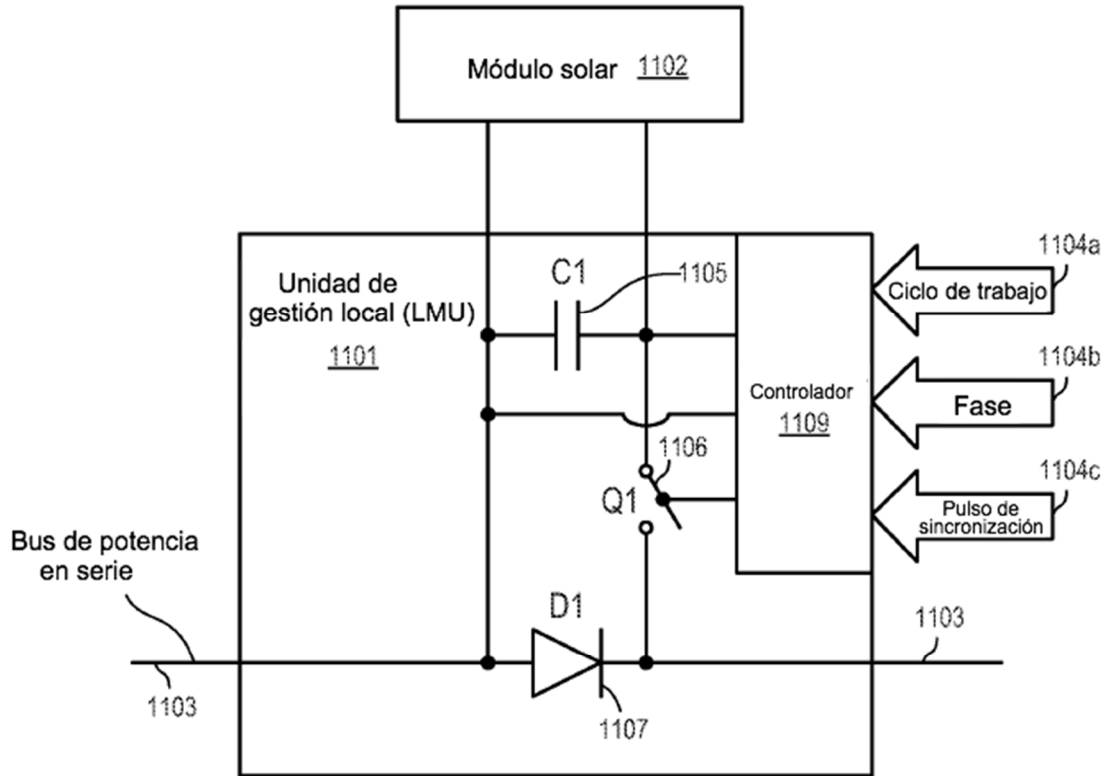 Módulo solar 1102
Unidad de
gestión local (LMU)
1101
C1
1105
Controlador
1109
1104a
Ciclo de trabajo
1104b
Fase
1104c
Pulso de
sincronización
1106
Q1
Bus de potencia
en serie
D1
1103
1103
1107